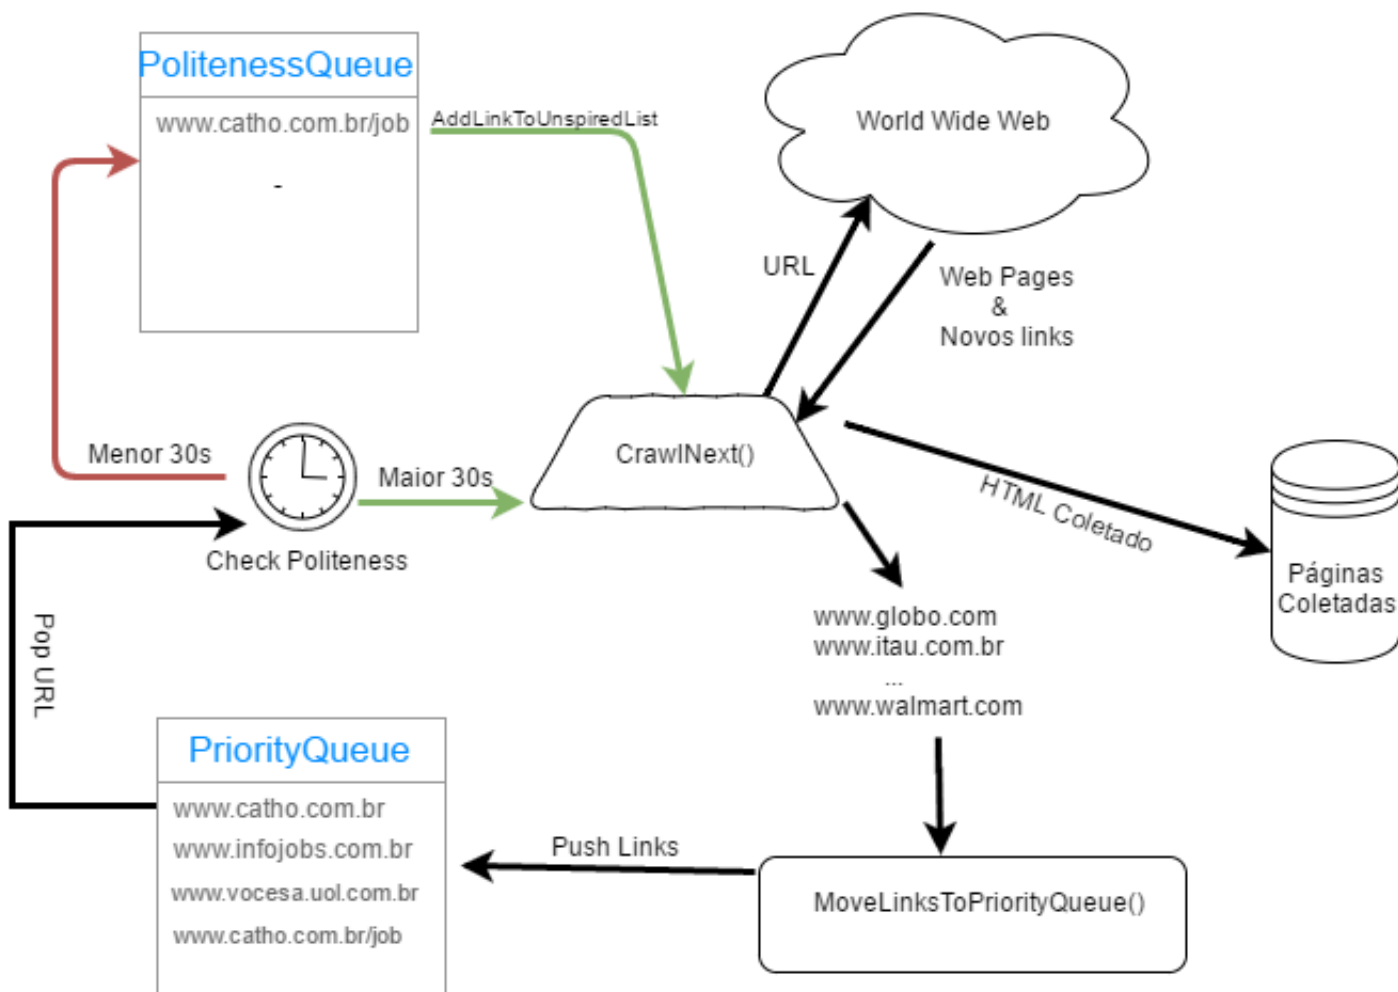 PolitenessQueue
www.catho.com.br/job
-
AddLinkToUnspiredList
World Wide Web
URL
Web Pages
&
Novos links
Menor 30s
Maior 30s
CrawlNext()
HTML Coletado
Check Politeness
Páginas
Coletadas
Pop URL
www.globo.com
www.itau.com.br
...
www.walmart.com
PriorityQueue
www.catho.com.br
www.infojobs.com.br
www.vocesa.uol.com.br
www.catho.com.br/job
Push Links
MoveLinksToPriorityQueue()